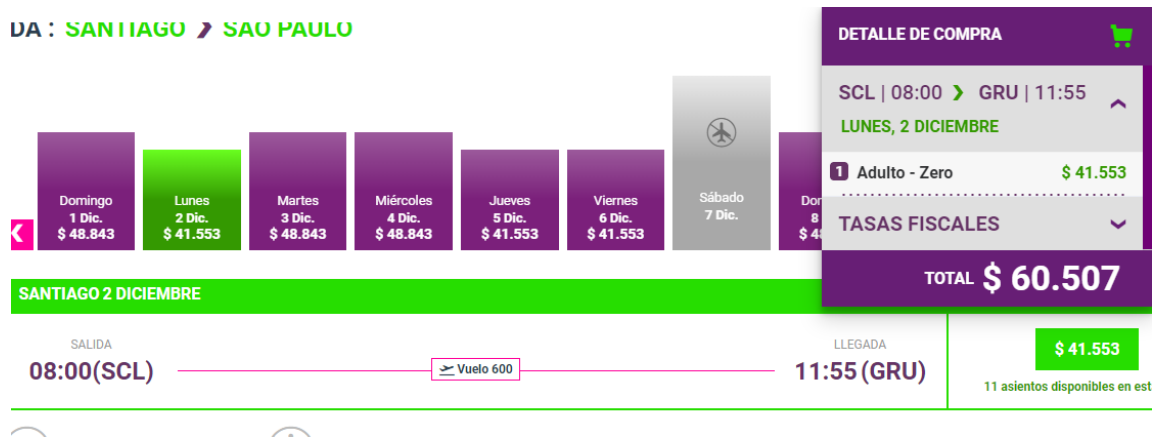 DA : SANTIAGO SAO PAULO
DETALLE DE COMPRA
SCL | 08:00 GRU | 11:55
LUNES, 2 DICIEMBRE
1 Adulto - Zero $ 41.553
TASAS FISCALES
TOTAL $ 60.507
Domingo
1 Dic.
$ 48.843
Lunes
2 Dic.
$ 41.553
Martes
3 Dic.
$ 48.843
Miércoles
4 Dic.
$ 48.843
Jueves
5 Dic.
$ 41.553
Viernes
6 Dic.
$ 41.553
Sábado
7 Dic.
Dor
8
$ 48
SANTIAGO 2 DICIEMBRE
SALIDA
08:00(SCL)
Vuelo 600
LLEGADA
11:55 (GRU)
$ 41.553
11 asientos disponibles en est